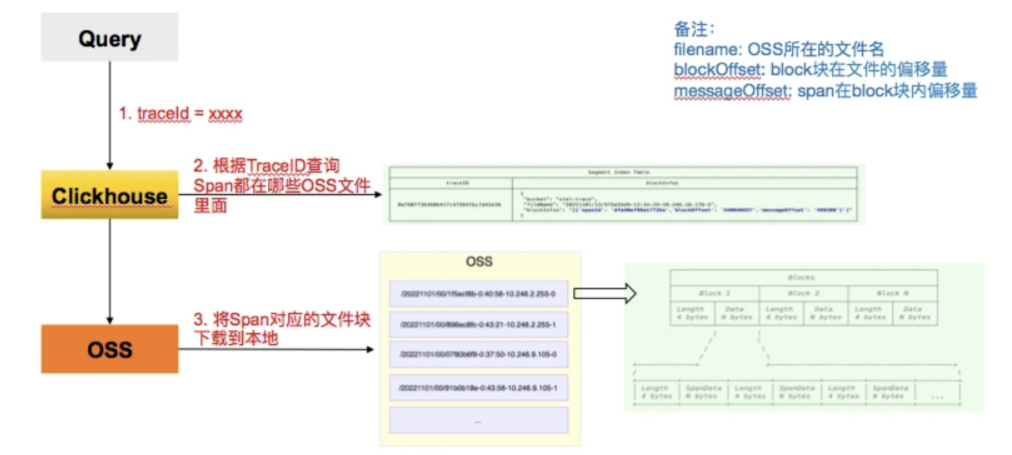 Query
备注:
filename: OSS所在的文件名
blockOffset: block块在文件的偏移量
messageOffset: span在block块内偏移量
1. traceId = xxxx
Clickhouse
2. 根据TraceID查询
Span都在哪些OSS文件
里面
Segment Index Table
traceID
blockInfos
OSS
3. 将Span对应的文件块
下载到本地
OSS
/20221101/00/1f5ecf8b-0:40:56-10.246.2.255-0
/20221101/00/896ec8fc-0:43:21-10.246.2.255-1
/20221101/00/0780b6f9-0:37:50-10.246.9.105-0
/20221101/00/91b0b18e-0:43:56-10.246.9.105-1
...
Blocks
Block 1
Block 2
Block N
Length
4 bytes
Data
N bytes
Length
4 bytes
Data
N bytes
Length
4 bytes
Data
N bytes
Length
4 bytes
SpanData
N bytes
Length
4 bytes
SpanData
N bytes
Length
4 bytes
SpanData
N bytes
...